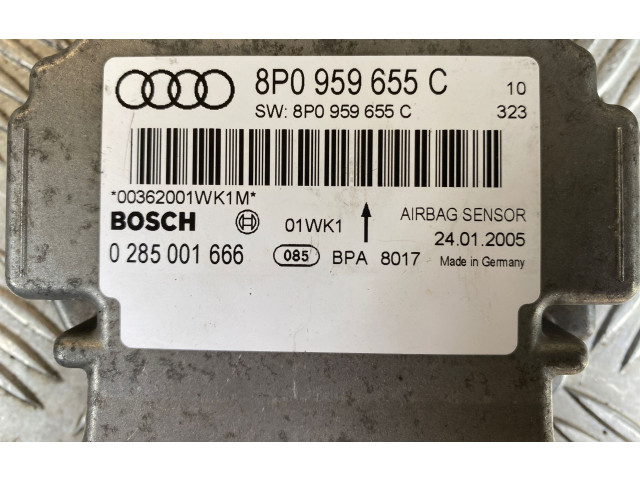 8P0 959 655 C 10
SW: 8P0 959 655 C 323
*00362001WK1M*
BOSCH 01WK1 AIRBAG SENSOR
24.01.2005
0 285 001 666 085 BPA 8017 Made in Germany